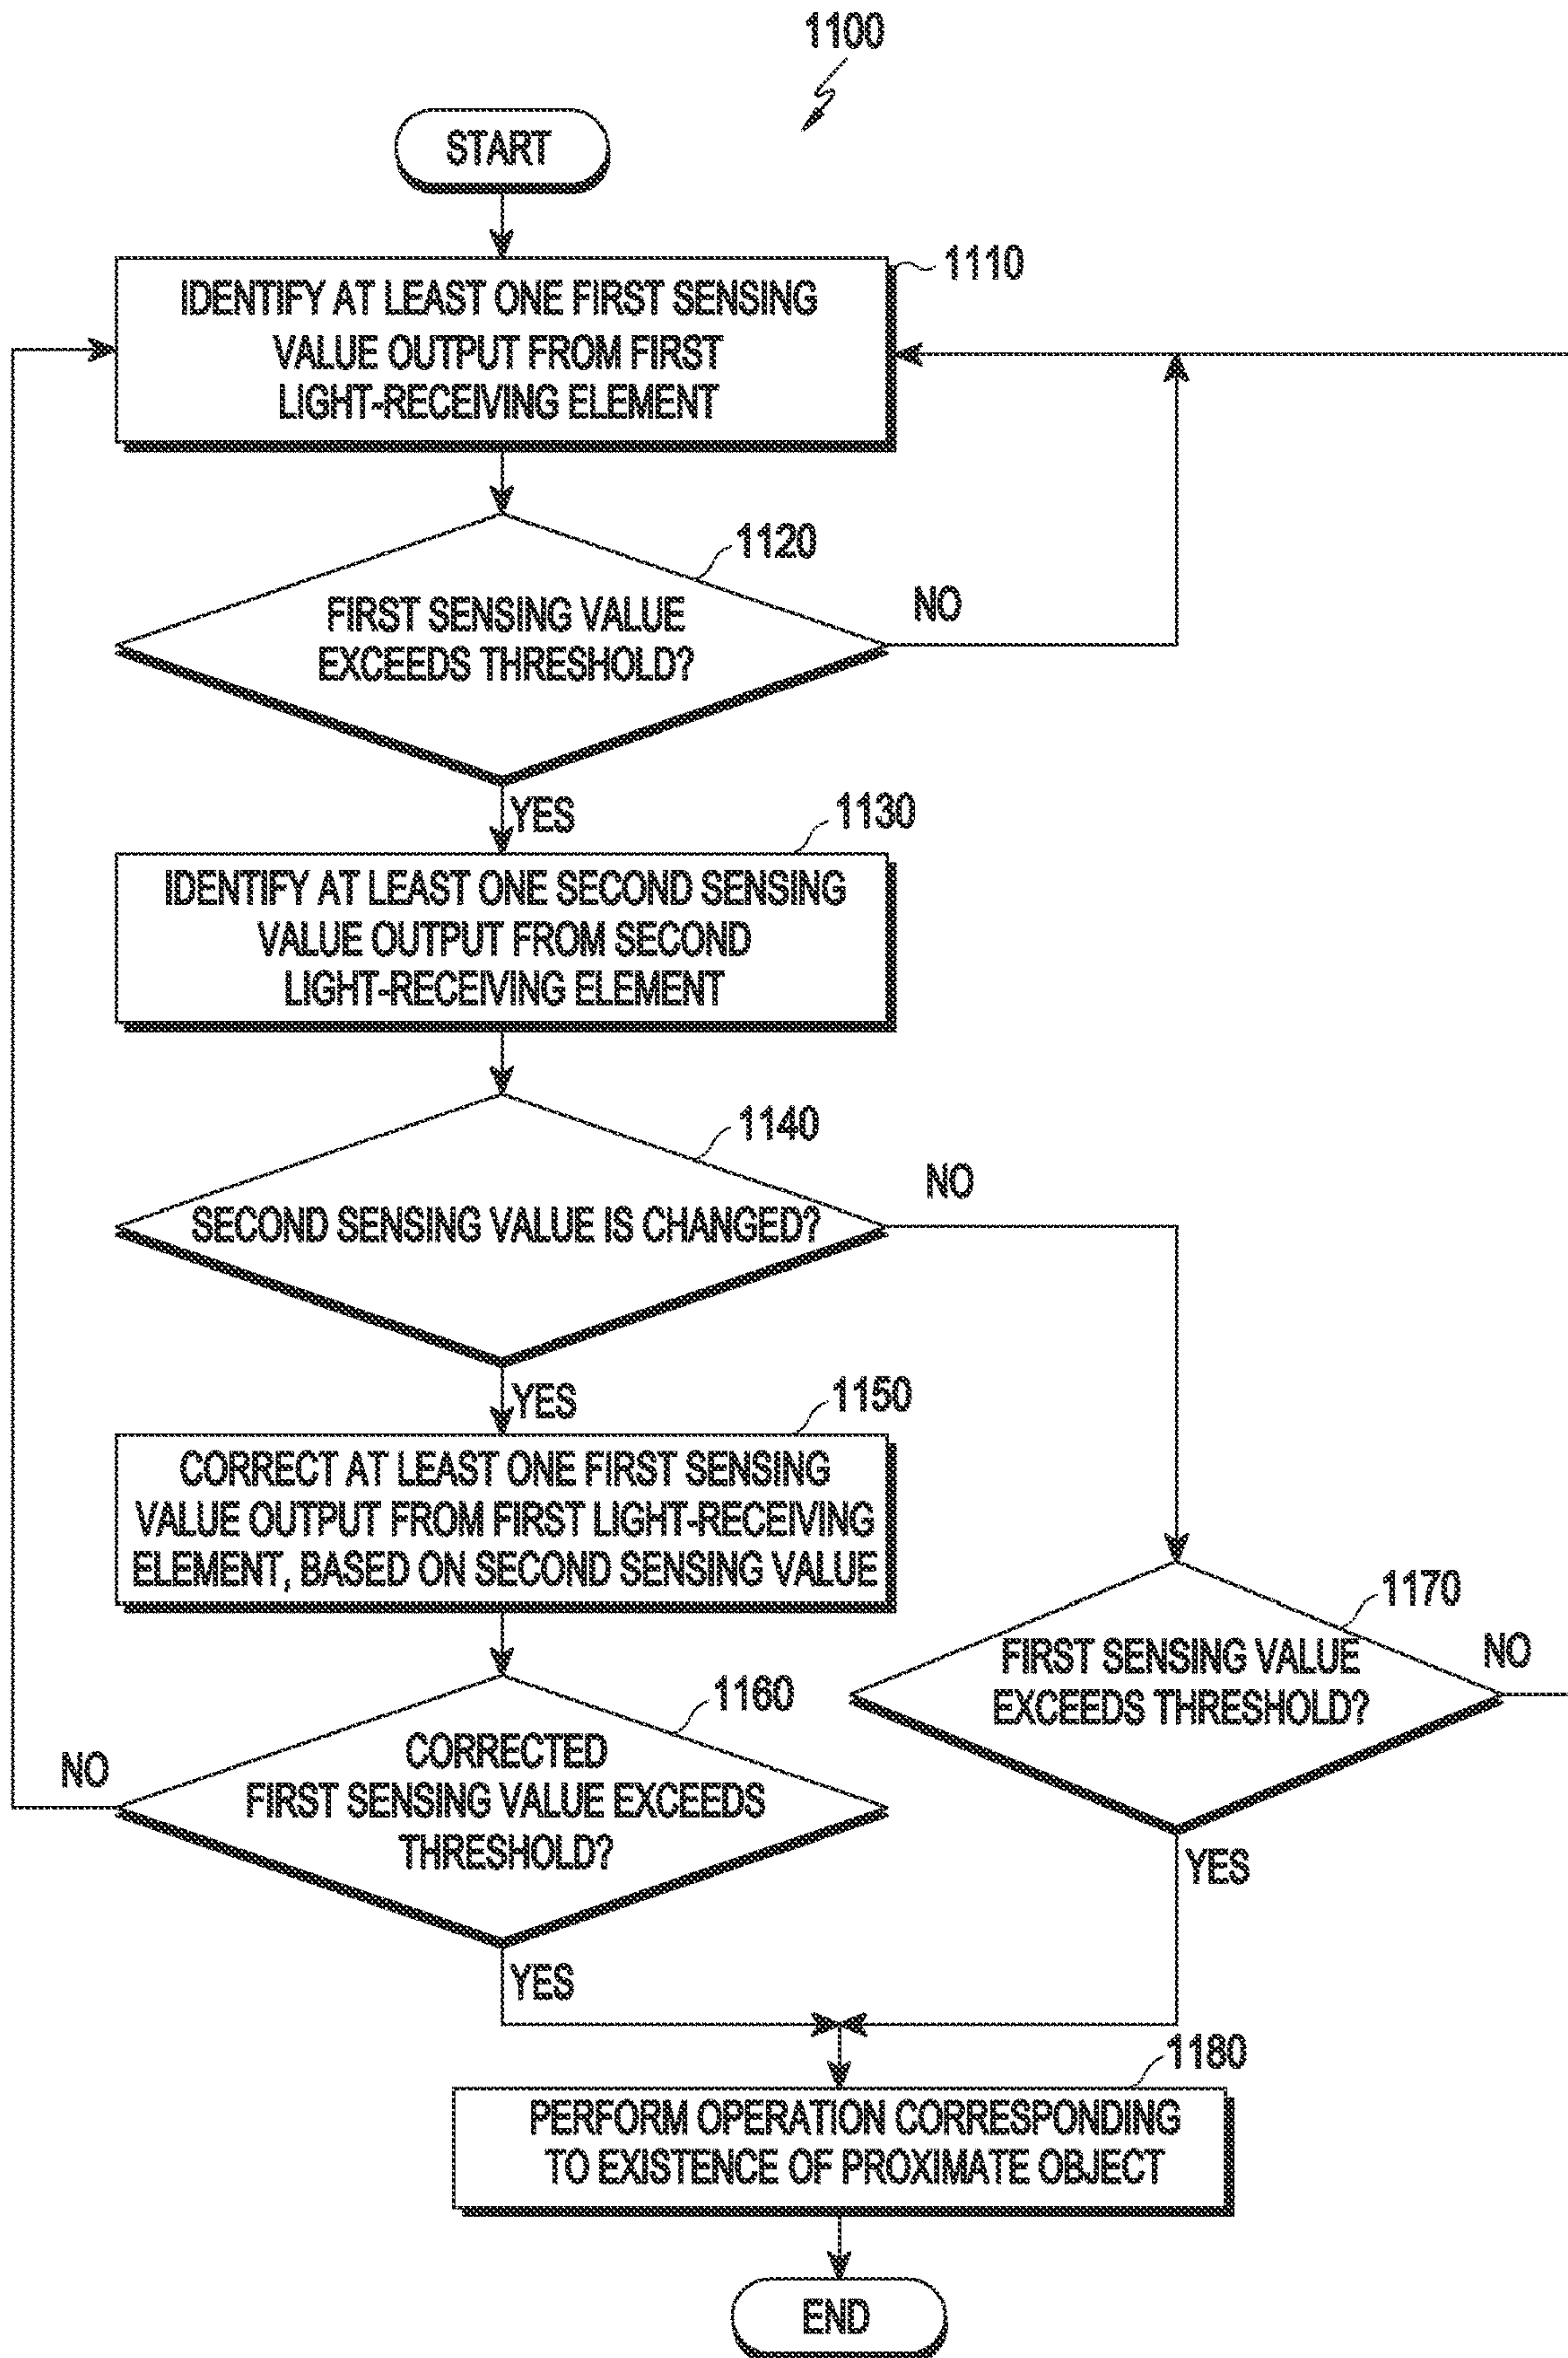 1100
START
1110
IDENTIFY AT LEAST ONE FIRST SENSING
VALUE OUTPUT FROM FIRST
LIGHT-RECEIVING ELEMENT
1120
FIRST SENSING VALUE
EXCEEDS THRESHOLD?
NO
YES
1130
IDENTIFY AT LEAST ONE SECOND SENSING
VALUE OUTPUT FROM SECOND
LIGHT-RECEIVING ELEMENT
1140
SECOND SENSING VALUE IS CHANGED?
NO
YES
1150
CORRECT AT LEAST ONE FIRST SENSING
VALUE OUTPUT FROM FIRST LIGHT-RECEIVING
ELEMENT, BASED ON SECOND SENSING VALUE
1160
CORRECTED
FIRST SENSING VALUE EXCEEDS
THRESHOLD?
NO
YES
1170
FIRST SENSING VALUE
EXCEEDS THRESHOLD?
NO
YES
1180
PERFORM OPERATION CORRESPONDING
TO EXISTENCE OF PROXIMATE OBJECT
END